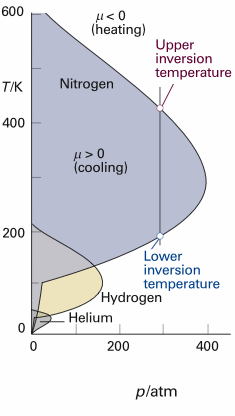 600
μ < 0
(heating)
Upper
inversion
temperature
T/K
Nitrogen
400
μ > 0
(cooling)
200
Lower
inversion
temperature
Hydrogen
Helium
0
0
200
400
p/atm